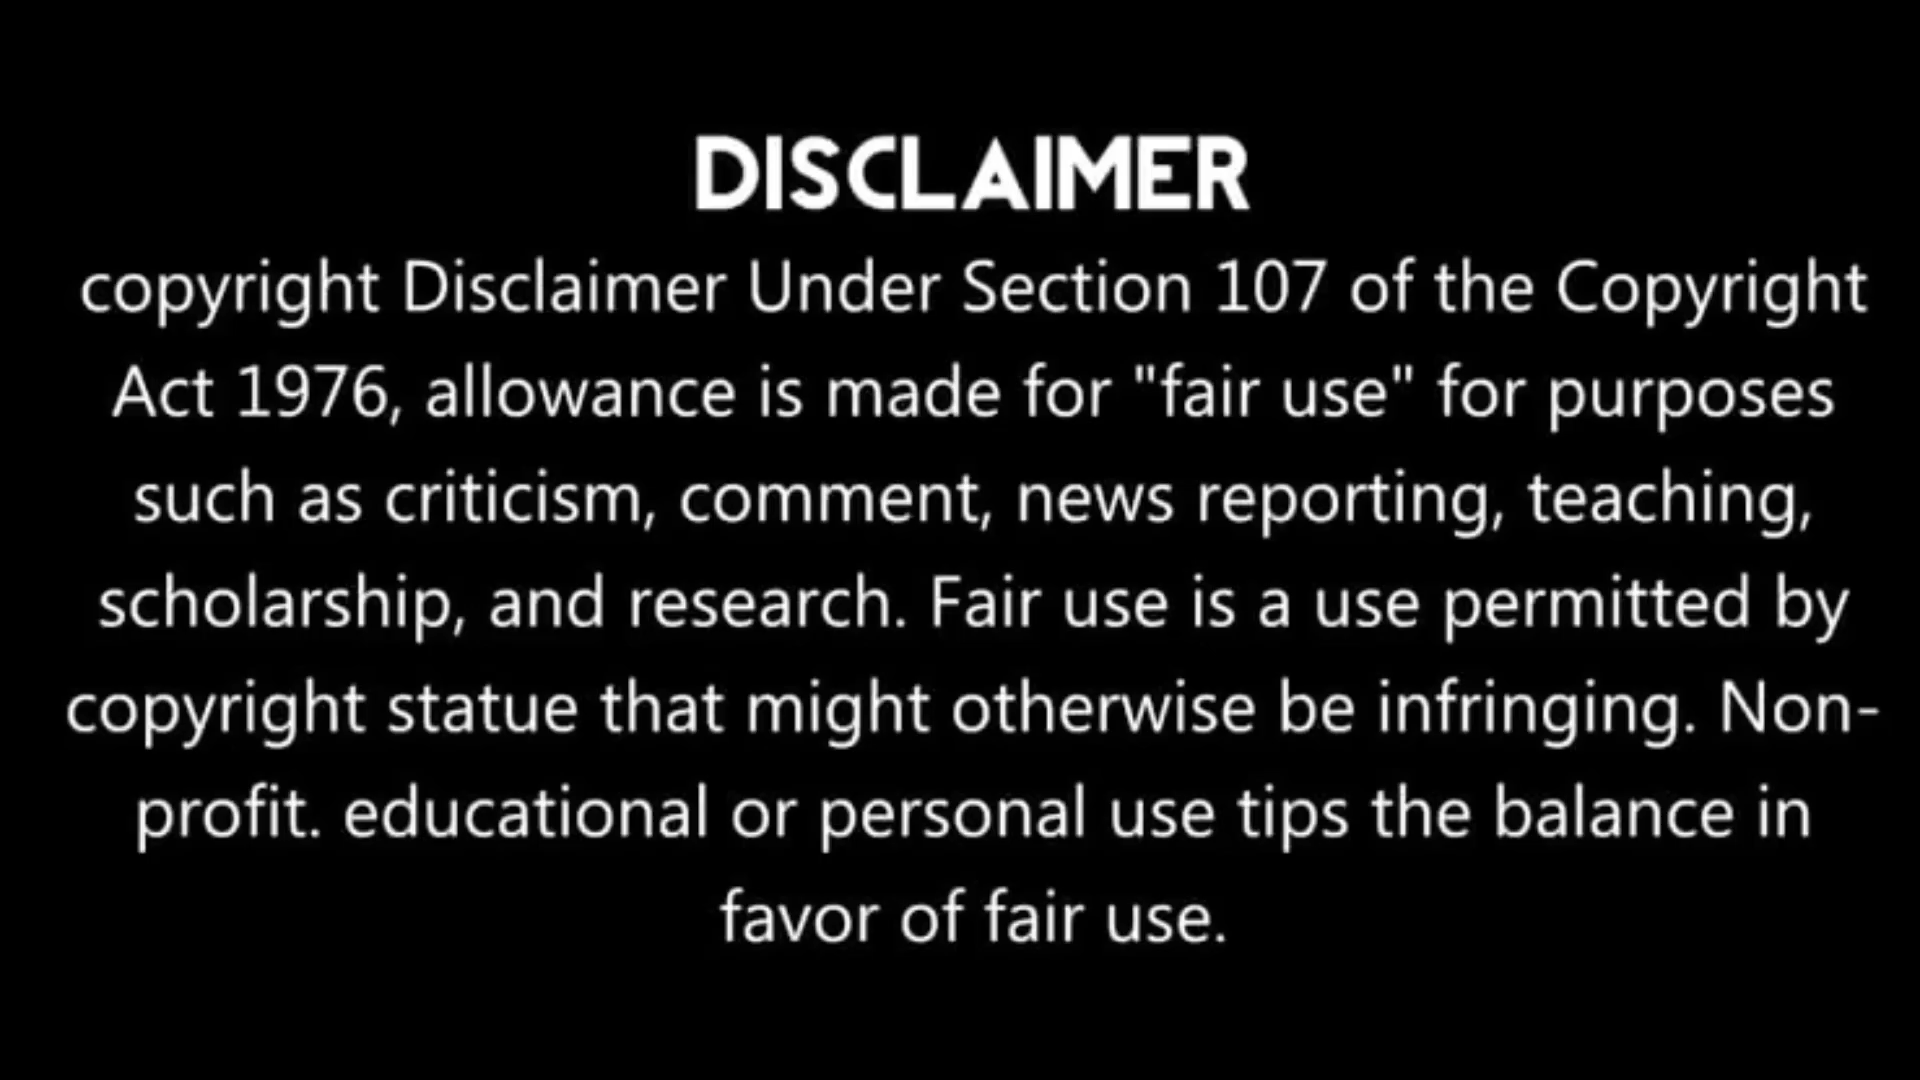 DISCLAIMER
copyright Disclaimer Under Section 107 of the Copyright
Act 1976, allowance is made for "fair use" for purposes
such as criticism, comment, news reporting, teaching,
scholarship, and research. Fair use is a use permitted by
copyright statue that might otherwise be infringing. Non-
profit. educational or personal use tips the balance in
favor of fair use.